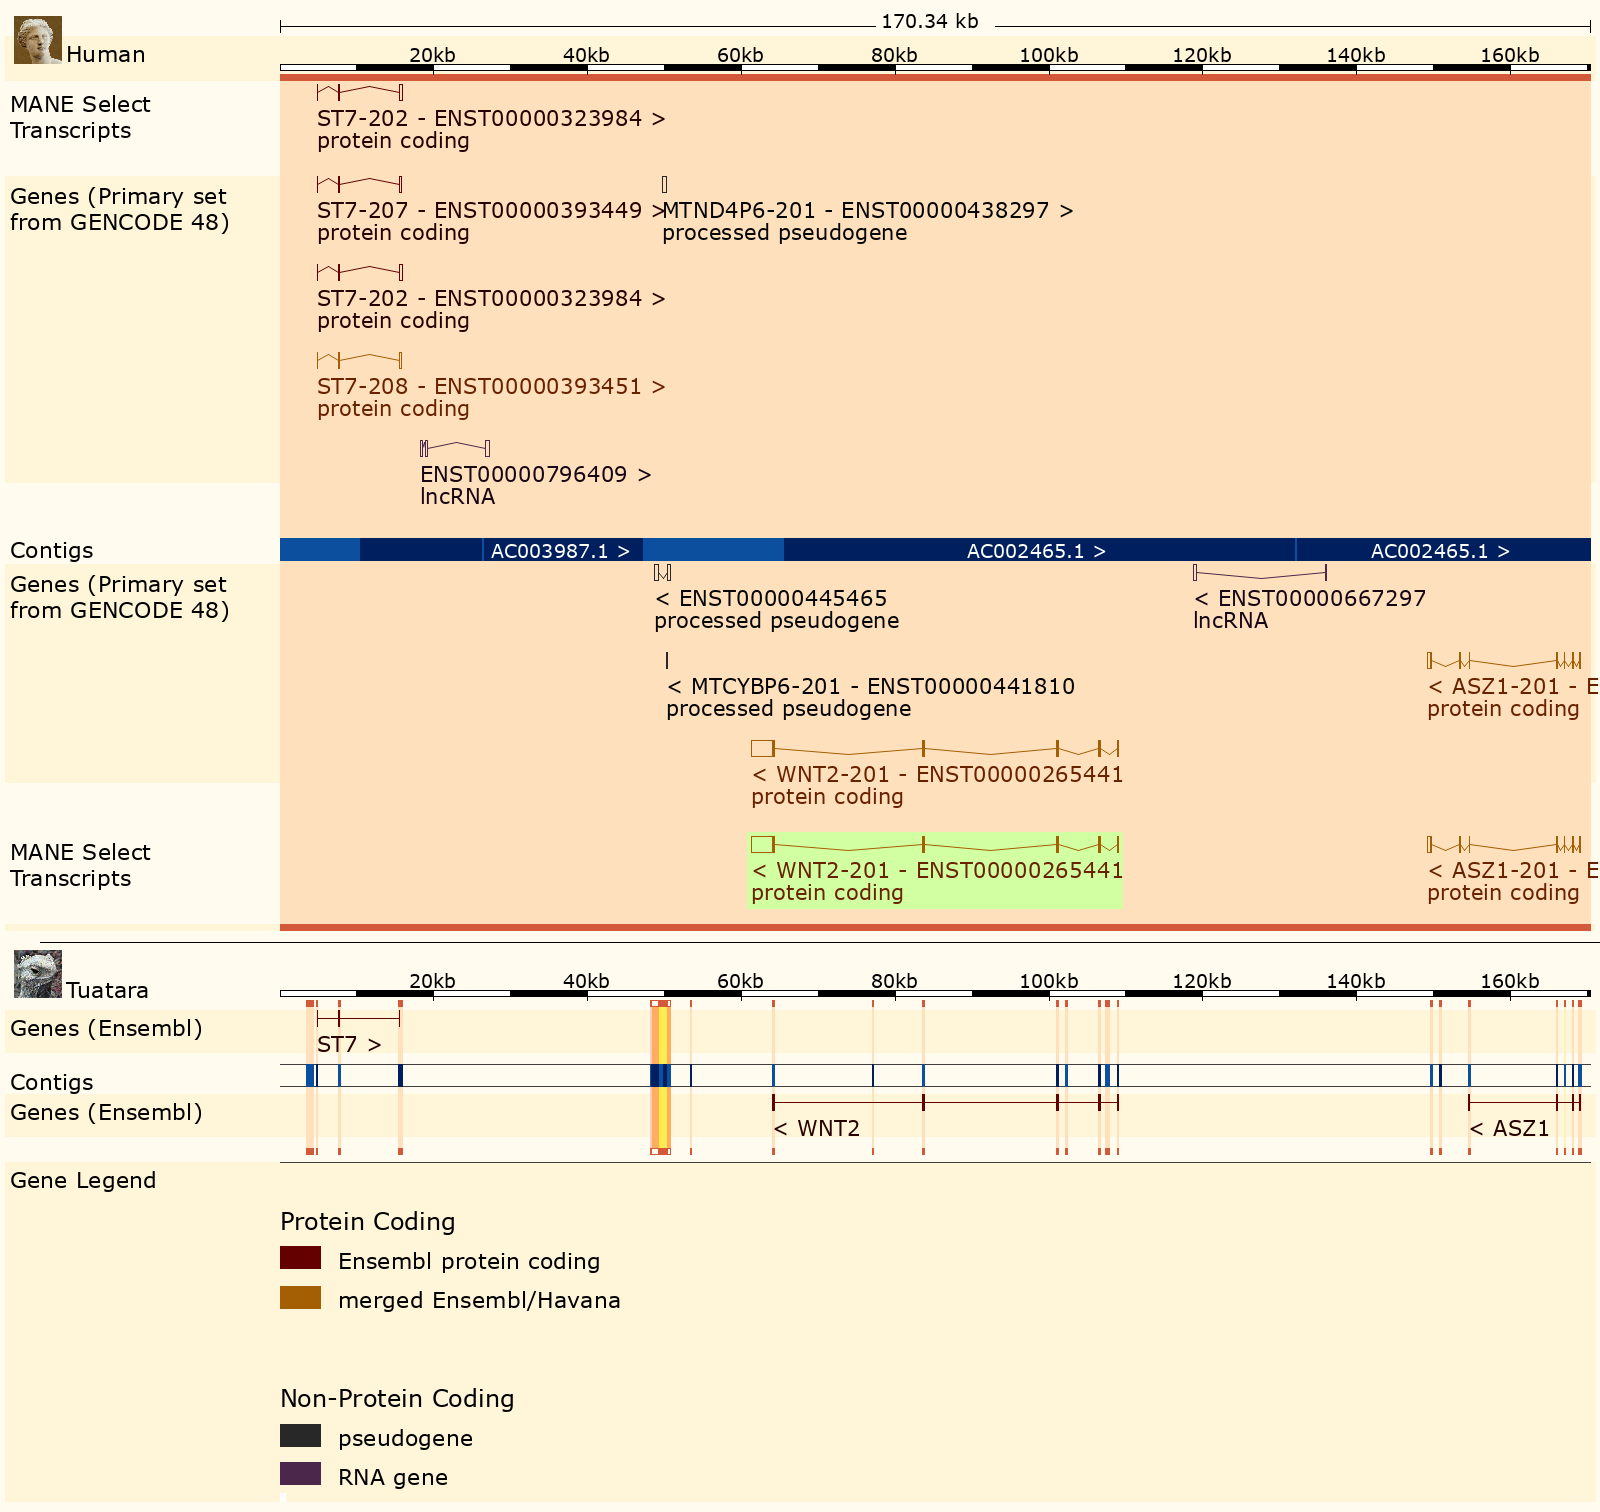 170.34 kb
Human
20kb 40kb 60kb 80kb 100kb 120kb 140kb 160kb
MANE Select
Transcripts
ST7-202 - ENST00000323984 >
protein coding
Genes (Primary set
from GENCODE 48)
ST7-207 - ENST00000393449 > MTND4P6-201 - ENST00000438297 >
protein coding processed pseudogene
ST7-202 - ENST00000323984 >
protein coding
ST7-208 - ENST00000393451 >
protein coding
ENST00000796409 >
lncRNA
Contigs AC003987.1 > AC002465.1 > AC002465.1 >
Genes (Primary set
from GENCODE 48)
< ENST00000445465 < ENST00000667297
processed pseudogene lncRNA
< MTCYBP6-201 - ENST00000441810 < ASZ1-201 - E
processed pseudogene protein coding
< WNT2-201 - ENST00000265441
protein coding
MANE Select
Transcripts
< WNT2-201 - ENST00000265441 < ASZ1-201 - E
protein coding protein coding
Tuatara
20kb 40kb 60kb 80kb 100kb 120kb 140kb 160kb
Genes (Ensembl)
ST7 >
Contigs
Genes (Ensembl)
< WNT2 < ASZ1
Gene Legend
Protein Coding
Ensembl protein coding
merged Ensembl/Havana
Non-Protein Coding
pseudogene
RNA gene